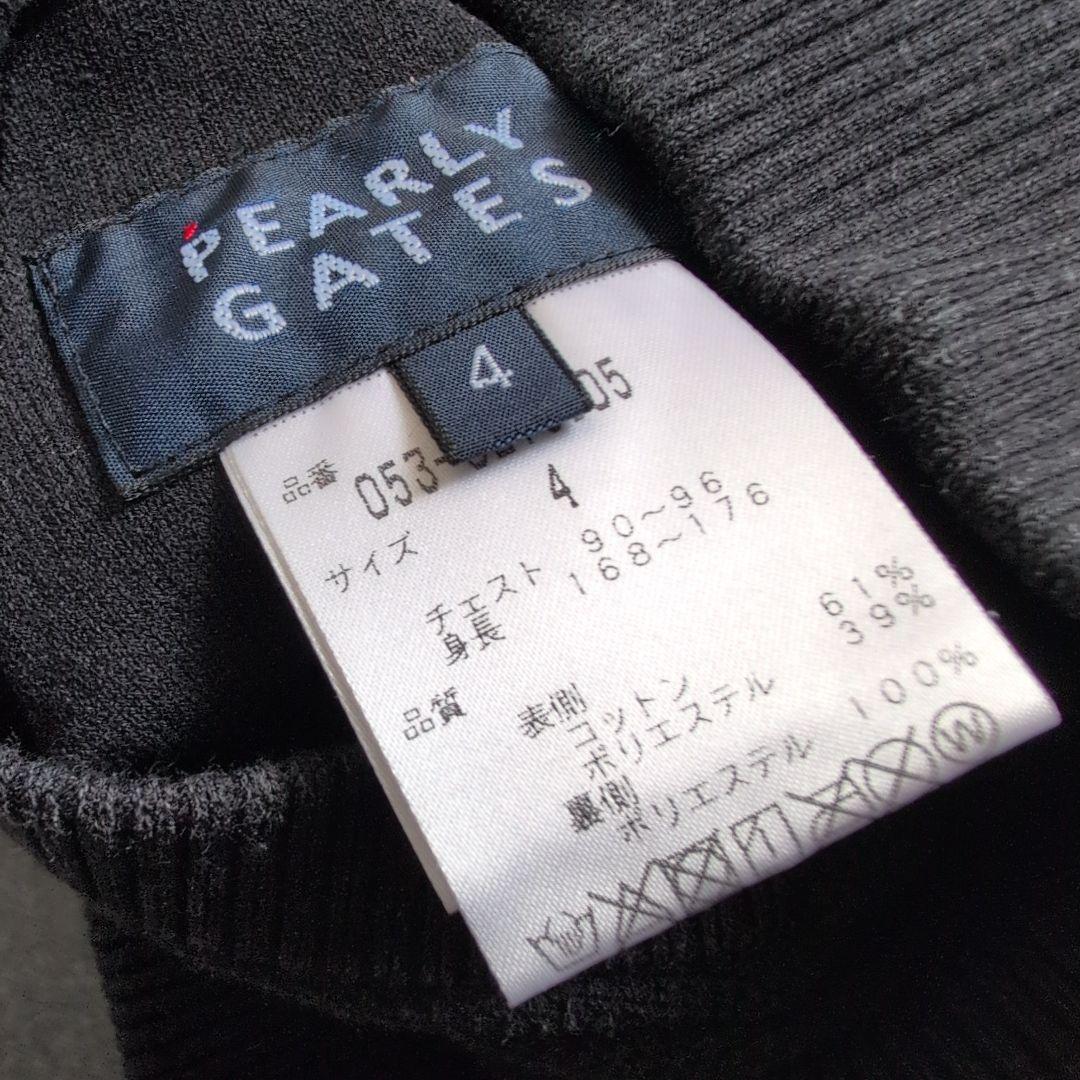 PEARLY
GATES
4
品番
サイズ 4
チェスト 90～96
身長 168～176
品質 表側
コットン 61%
ポリエステル 39%
裏側
ポリエステル 100%
W